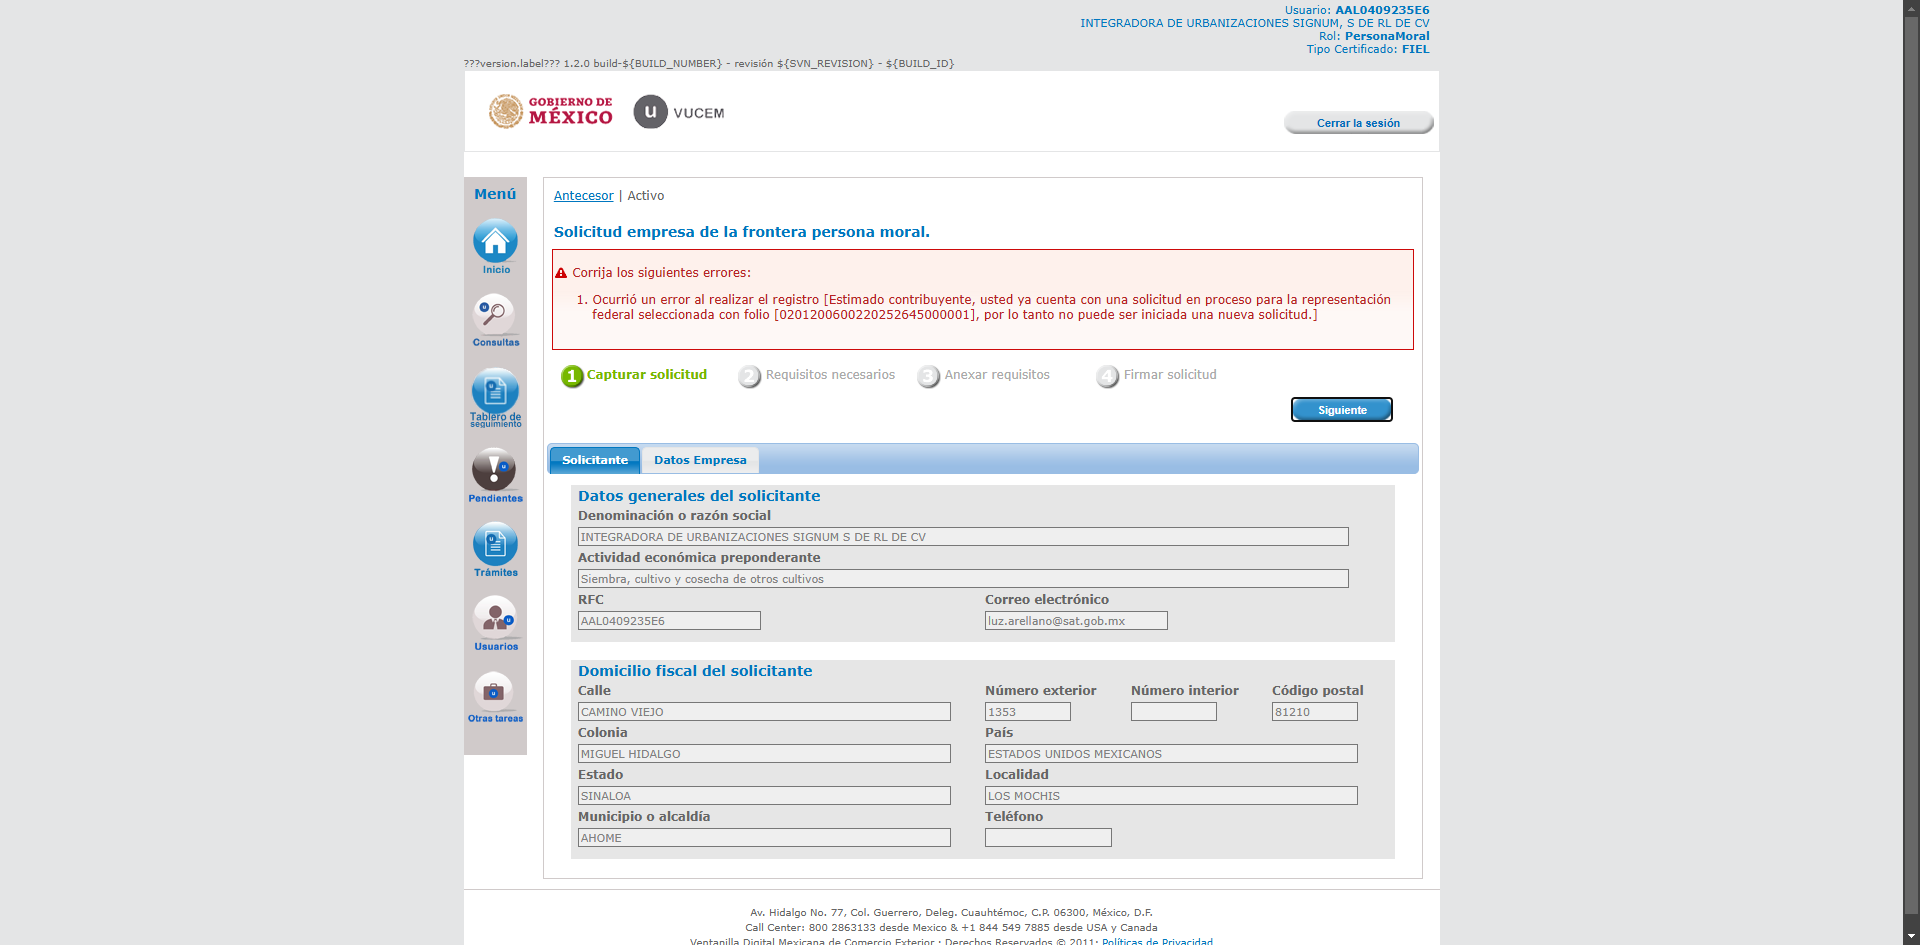 Usuario: AAL0409235E6
INTEGRADORA DE URBANIZACIONES SIGNUM, S DE RL DE CV
Rol: PersonaMoral
Tipo Certificado: FIEL
???version.label??? 1.2.0 build-${BUILD_NUMBER} - revisión ${SVN_REVISION} - ${BUILD_ID}
GOBIERNO DE
MÉXICO
U VUCEM
Cerrar la sesión
Menú
Inicio
Consultas
Tablero de
seguimiento
Pendientes
Trámites
Usuarios
Otras tareas
Antecesor | Activo
Solicitud empresa de la frontera persona moral.
Corrija los siguientes errores:
1. Ocurrió un error al realizar el registro [Estimado contribuyente, usted ya cuenta con una solicitud en proceso para la representación
federal seleccionada con folio [0201200600220252645000001], por lo tanto no puede ser iniciada una nueva solicitud.]
1 Capturar solicitud 2 Requisitos necesarios 3 Anexar requisitos 4 Firmar solicitud
Siguiente
Solicitante Datos Empresa
Datos generales del solicitante
Denominación o razón social
INTEGRADORA DE URBANIZACIONES SIGNUM S DE RL DE CV
Actividad económica preponderante
Siembra, cultivo y cosecha de otros cultivos
RFC Correo electrónico
AAL0409235E6 luz.arellano@sat.gob.mx
Domicilio fiscal del solicitante
Calle Número exterior Número interior Código postal
CAMINO VIEJO 1353 81210
Colonia País
MIGUEL HIDALGO ESTADOS UNIDOS MEXICANOS
Estado Localidad
SINALOA LOS MOCHIS
Municipio o alcaldía Teléfono
AHOME
Av. Hidalgo No. 77, Col. Guerrero, Deleg. Cuauhtémoc, C.P. 06300, México, D.F.
Call Center: 800 2863133 desde Mexico & +1 844 549 7885 desde USA y Canada
Ventanilla Digital Mexicana de Comercio Exterior · Derechos Reservados © 2011· Políticas de Privacidad